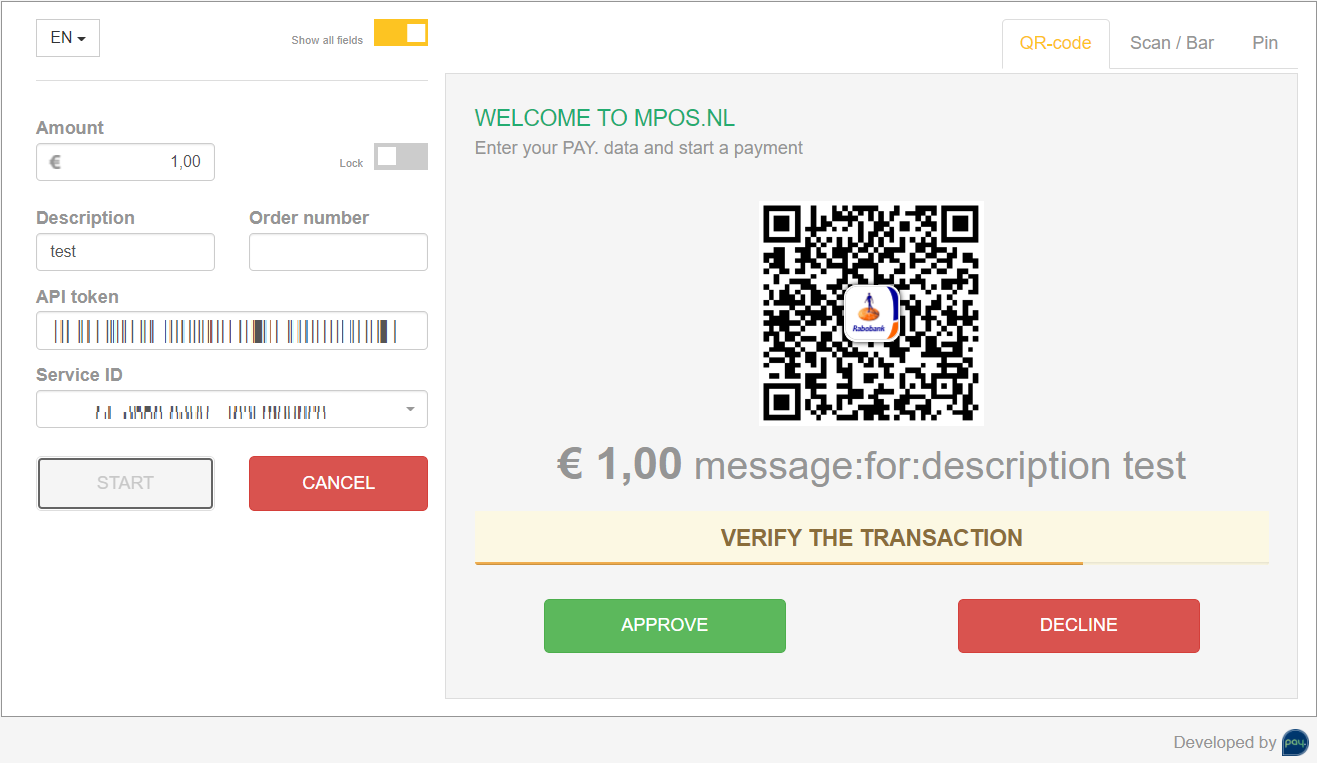 EN
Show all fields
QR-code
Scan / Bar
Pin
Amount
€ 1,00
Lock
Description
Order number
test
API token
Service ID
START
CANCEL
WELCOME TO MPOS.NL
Enter your PAY. data and start a payment
Rabobank
€ 1,00 message:for:description test
VERIFY THE TRANSACTION
APPROVE
DECLINE
Developed by pay.